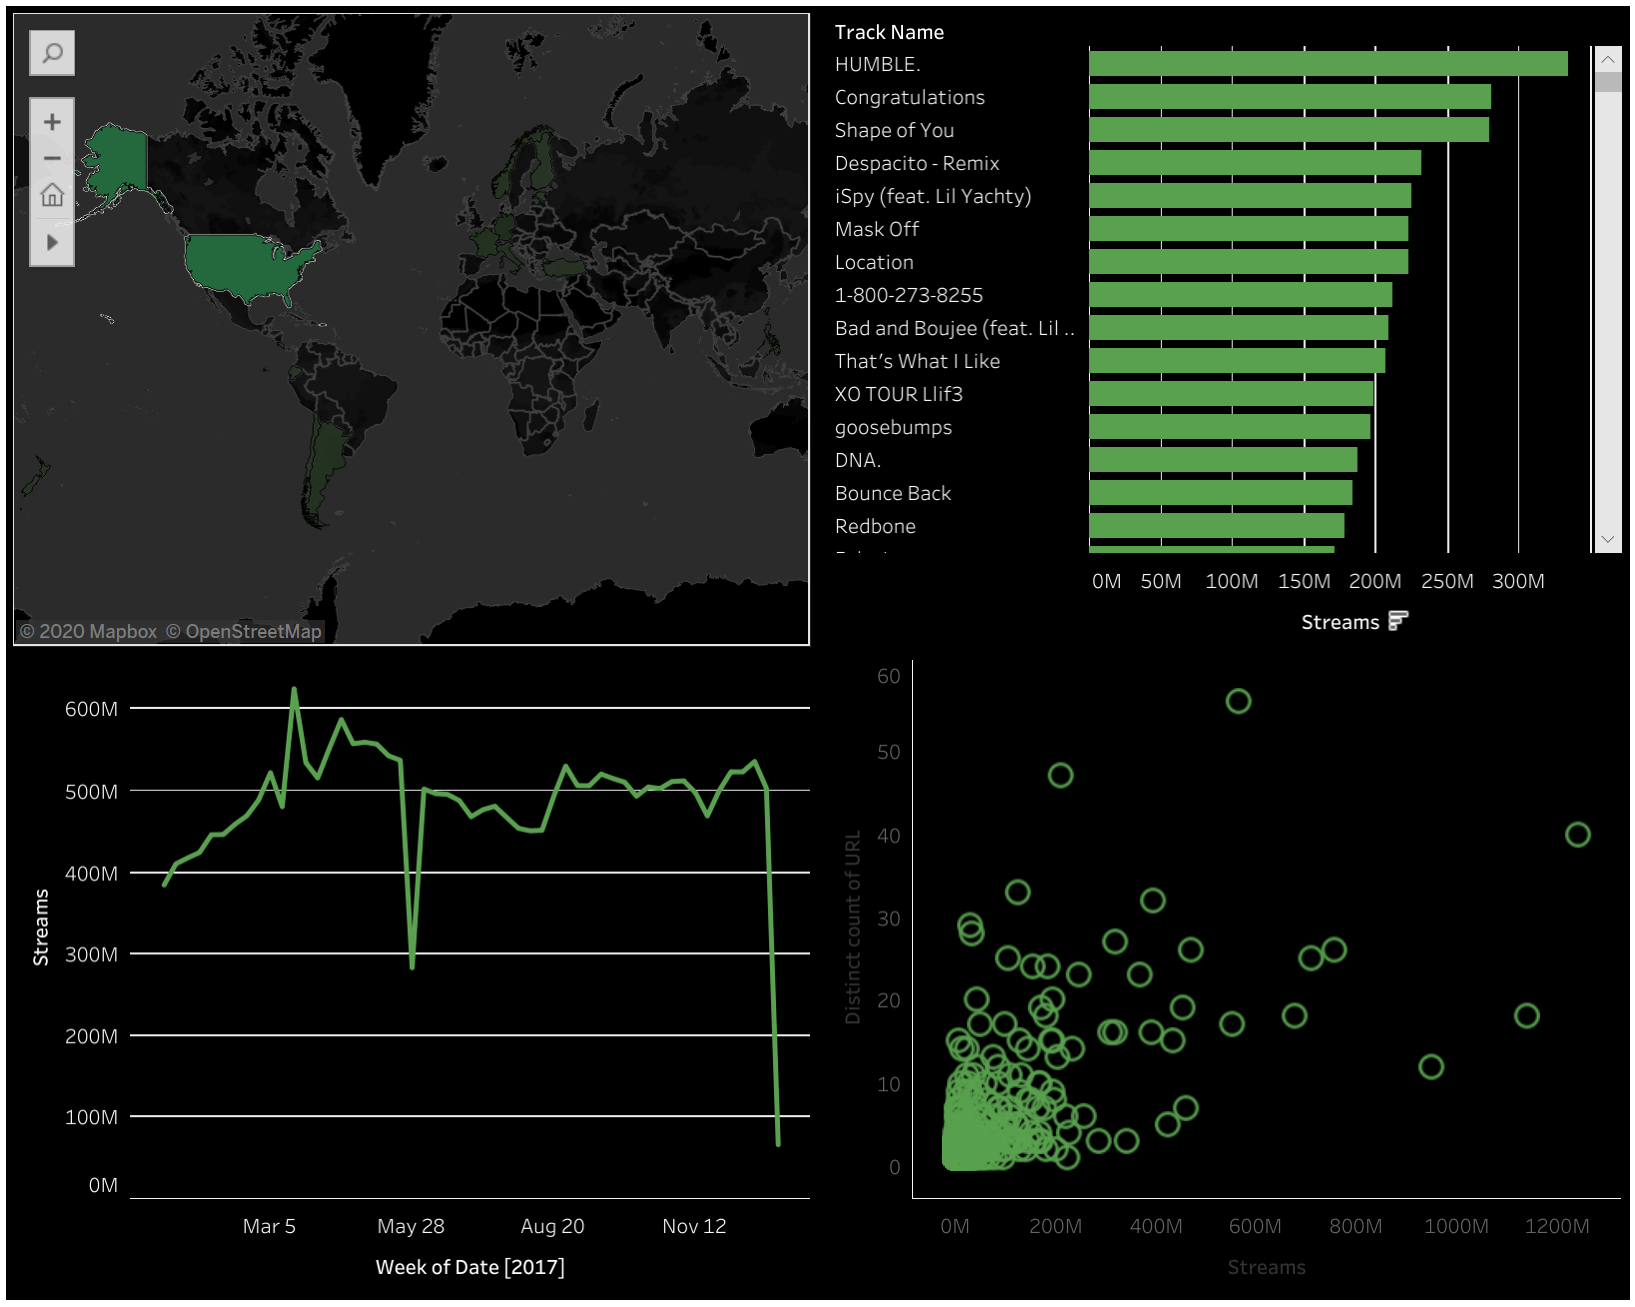 © 2020 Mapbox © OpenStreetMap
Track Name
HUMBLE.
Congratulations
Shape of You
Despacito - Remix
iSpy (feat. Lil Yachty)
Mask Off
Location
1-800-273-8255
Bad and Boujee (feat. Lil ..
That's What I Like
XO TOUR Llif3
goosebumps
DNA.
Bounce Back
Redbone
0M 50M 100M 150M 200M 250M 300M
Streams
600M
500M
400M
300M
200M
100M
0M
Streams
Mar 5 May 28 Aug 20 Nov 12
Week of Date [2017]
60
50
40
30
20
10
0
Distinct count of URL
0M 200M 400M 600M 800M 1000M 1200M
Streams